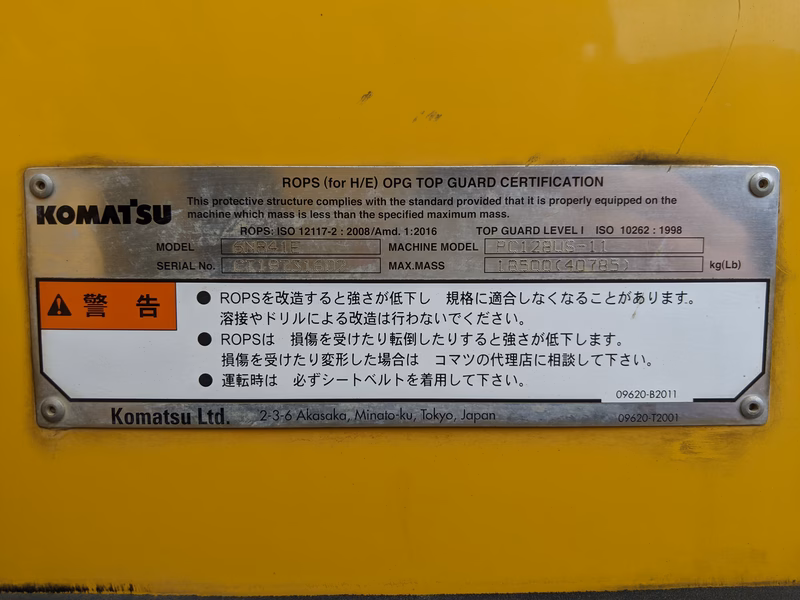 ROPS (for H/E) OPG TOP GUARD CERTIFICATION
KOMATSU
This protective structure complies with the standard provided that it is properly equipped on the
machine which mass is less than the specified maximum mass.
ROPS: ISO 12117-2 : 2008/Amd. 1:2016 TOP GUARD LEVEL I ISO 10262 : 1998
MODEL MACHINE MODEL PC128US-11
SERIAL No. MAX.MASS 18500(40785) kg(Lb)
警告
● ROPSを改造すると強さが低下し 規格に適合しなくなることがあります。
溶接やドリルによる改造は行わないでください。
● ROPSは 損傷を受けたり転倒したりすると強さが低下します。
損傷を受けたり変形した場合は コマツの代理店に相談して下さい。
● 運転時は 必ずシートベルトを着用して下さい。
09620-B2011
Komatsu Ltd. 2-3-6 Akasaka, Minato-ku, Tokyo, Japan 09620-T2001